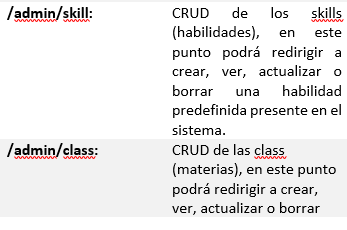 /admin/skill:
CRUD de los skills
(habilidades), en este
punto podrá redirigir a
crear, ver, actualizar o
borrar una habilidad
predefinida presente en el
sistema.
/admin/class:
CRUD de las class
(materias), en este punto
podrá redirigir a crear,
ver, actualizar o borrar